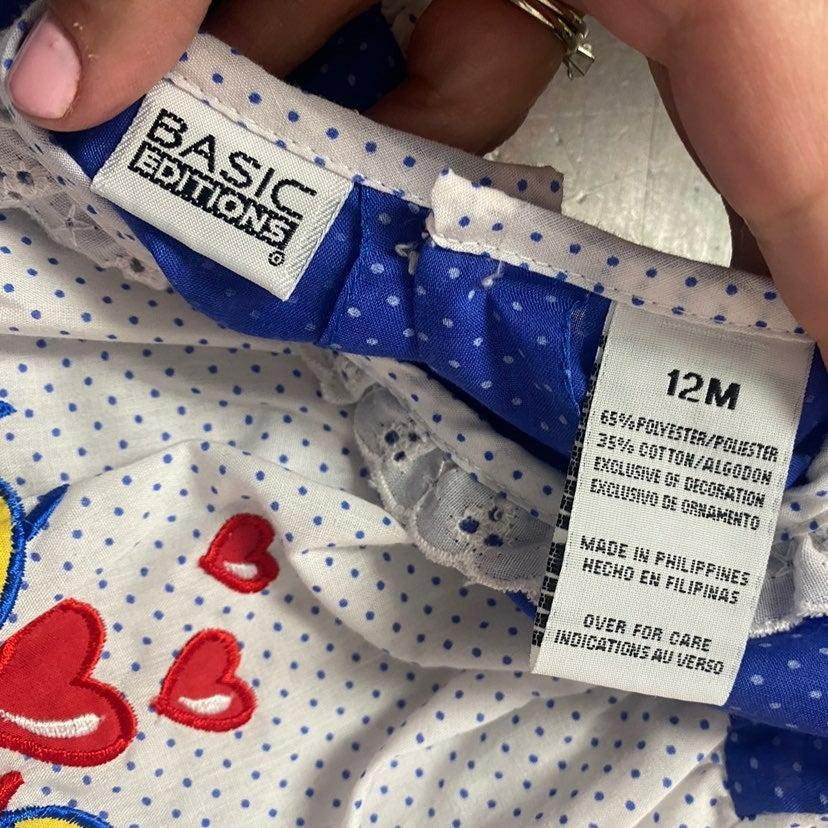 BASIC
EDITIONS®
12M
65% POLYESTER/POLIESTER
35% COTTON/ALGODON
EXCLUSIVE OF DECORATION
EXCLUSIVO DE ORNAMENTO
MADE IN PHILIPPINES
HECHO EN FILIPINAS
OVER FOR CARE
INDICATIONS AU VERSO